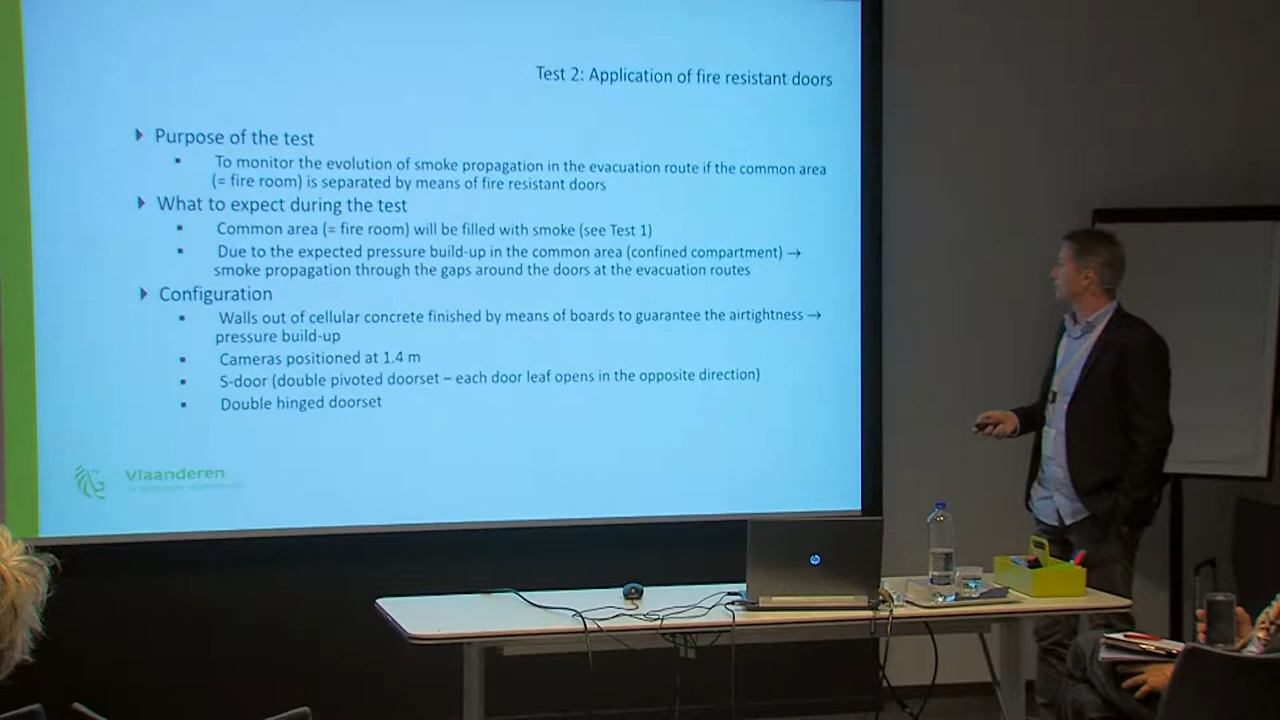 Test 2: Application of fire resistant doors
Purpose of the test
To monitor the evolution of smoke propagation in the evacuation route if the common area
(= fire room) is separated by means of fire resistant doors
What to expect during the test
Common area (= fire room) will be filled with smoke (see Test 1)
Due to the expected pressure build-up in the common area (confined compartment) →
smoke propagation through the gaps around the doors at the evacuation routes
Configuration
Walls out of cellular concrete finished by means of boards to guarantee the airtightness →
pressure build-up
Cameras positioned at 1.4 m
S-door (double pivoted doorset – each door leaf opens in the opposite direction)
Double hinged doorset
Vlaanderen
hp